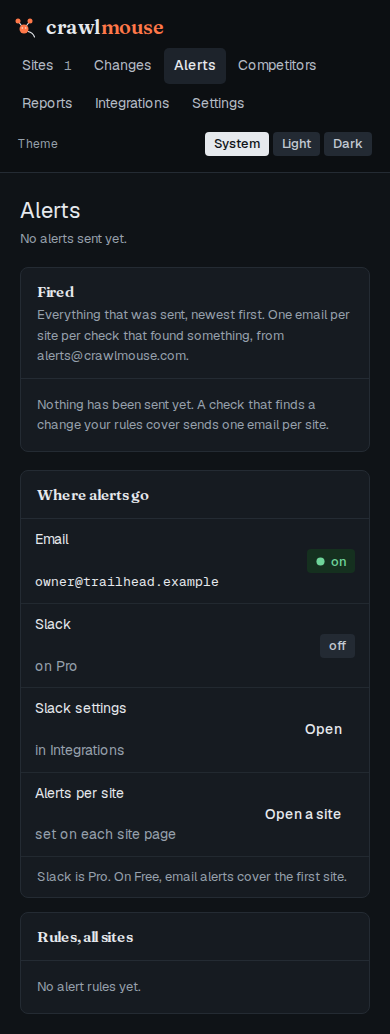 crawlmouse
Sites 1 Changes Alerts Competitors
Reports Integrations Settings
Theme System Light Dark
Alerts
No alerts sent yet.
Fired
Everything that was sent, newest first. One email per
site per check that found something, from
alerts@crawlmouse.com.
Nothing has been sent yet. A check that finds a
change your rules cover sends one email per site.
Where alerts go
Email
on
owner@trailhead.example
Slack
off
on Pro
Slack settings
Open
in Integrations
Alerts per site
Open a site
set on each site page
Slack is Pro. On Free, email alerts cover the first site.
Rules, all sites
No alert rules yet.